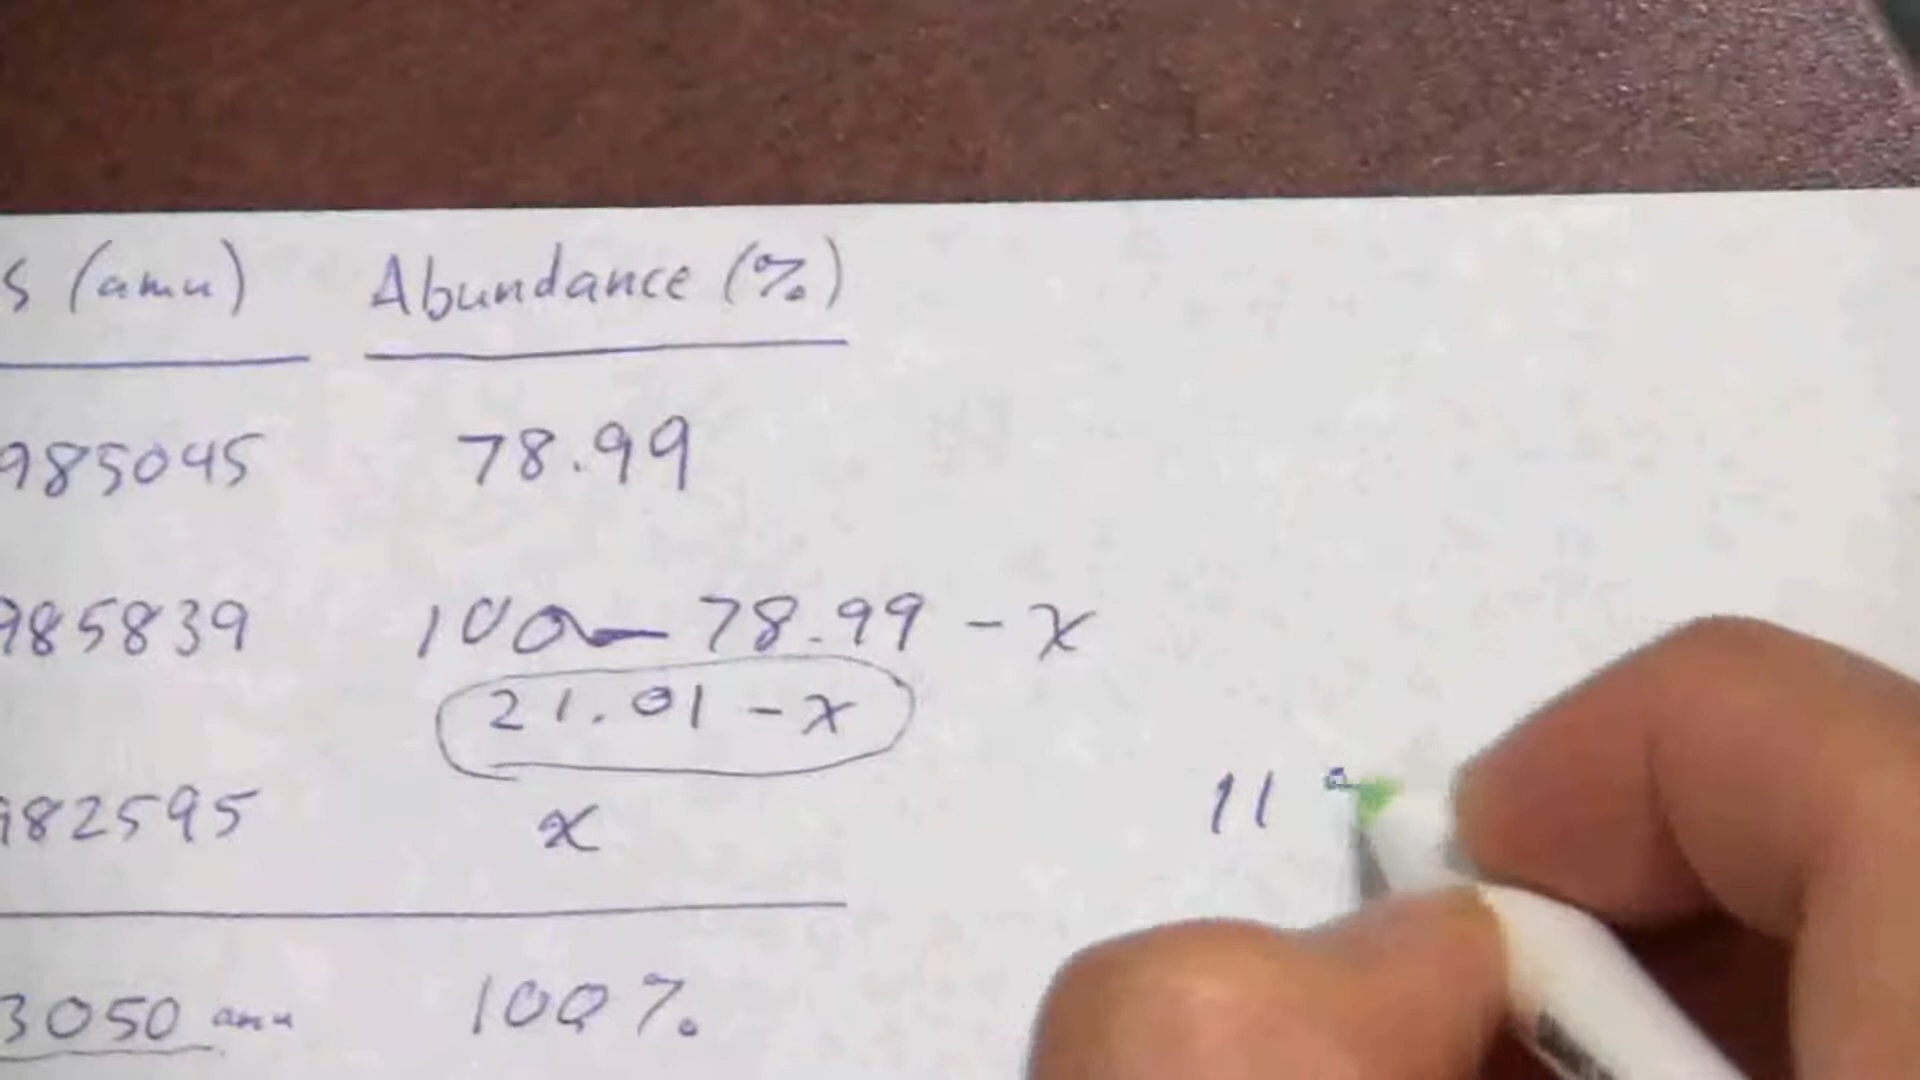 S (amu) Abundance (%)
985045 78.99
985839 100 - 78.99 - x
21.01 - x
982595 x
11
3050 amu 100%